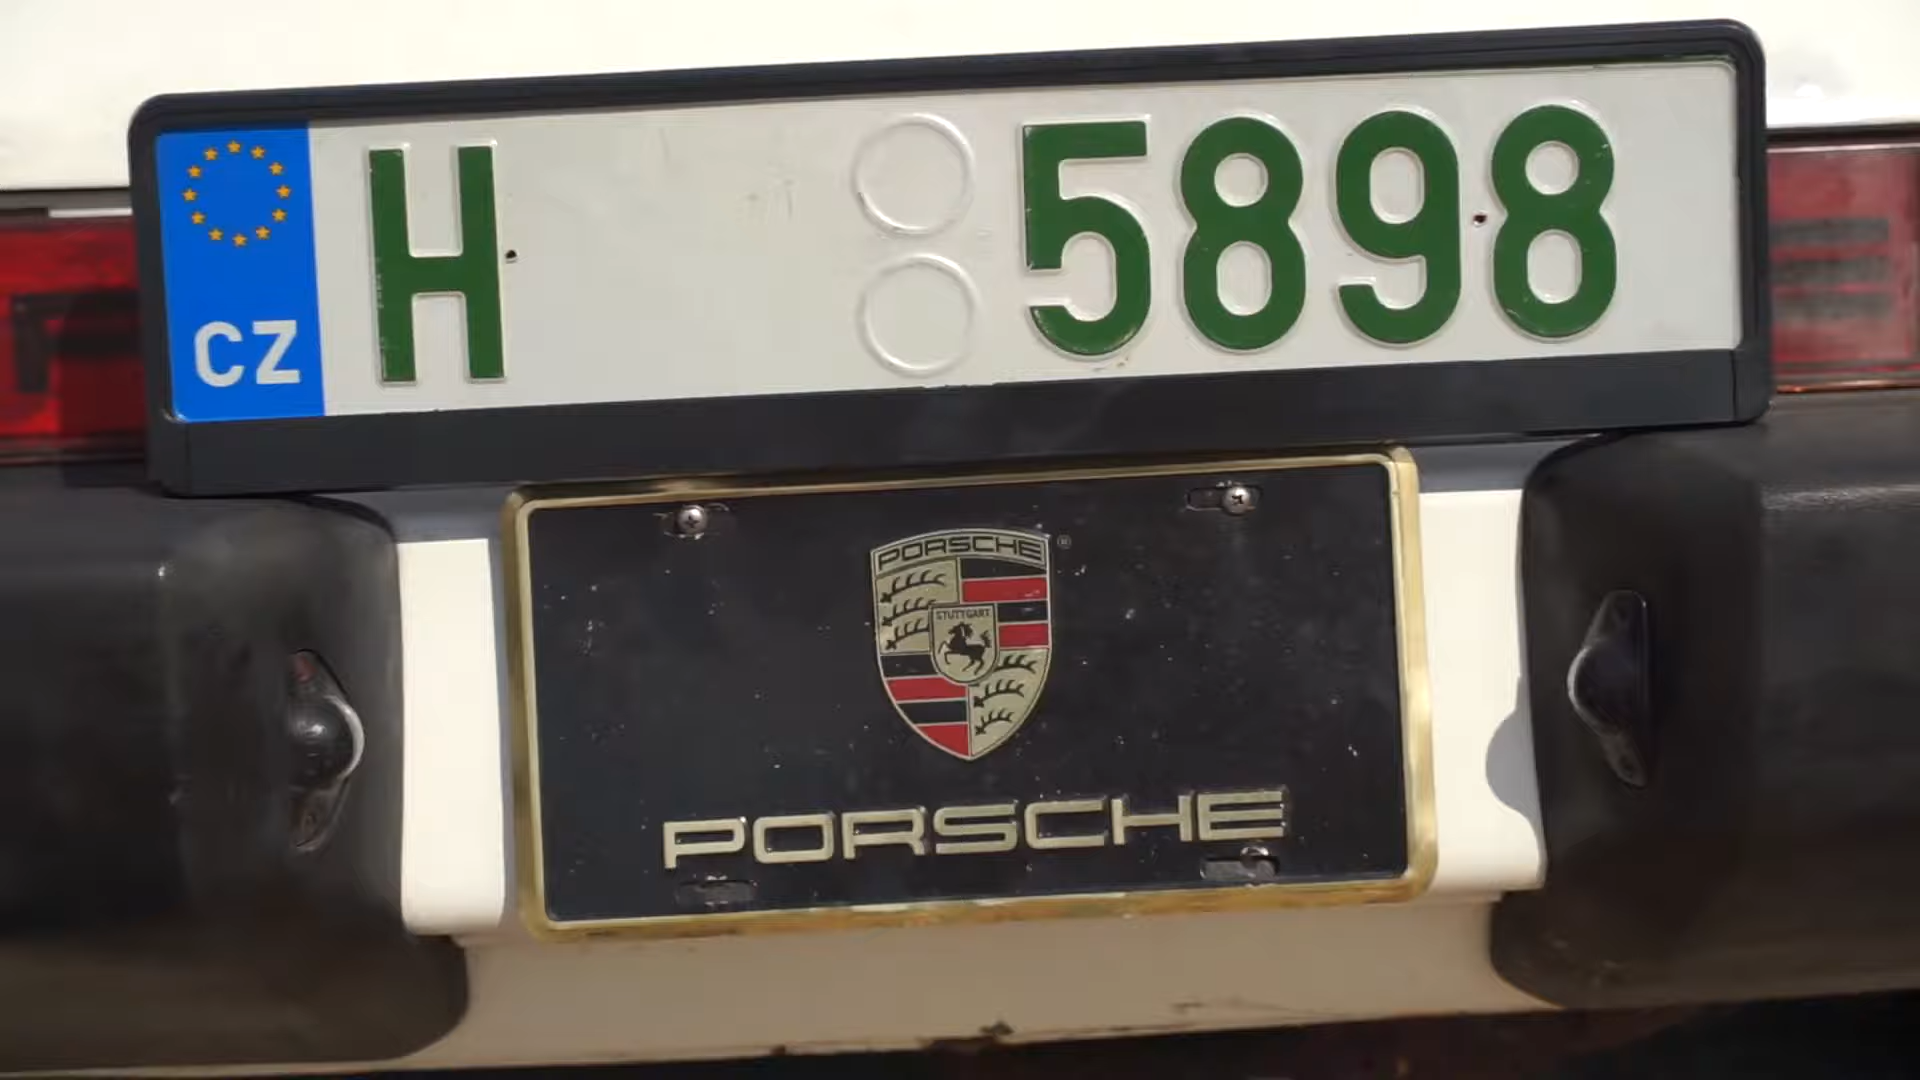 CZ H 5898
PORSCHE
®
STUTTGART
PORSCHE